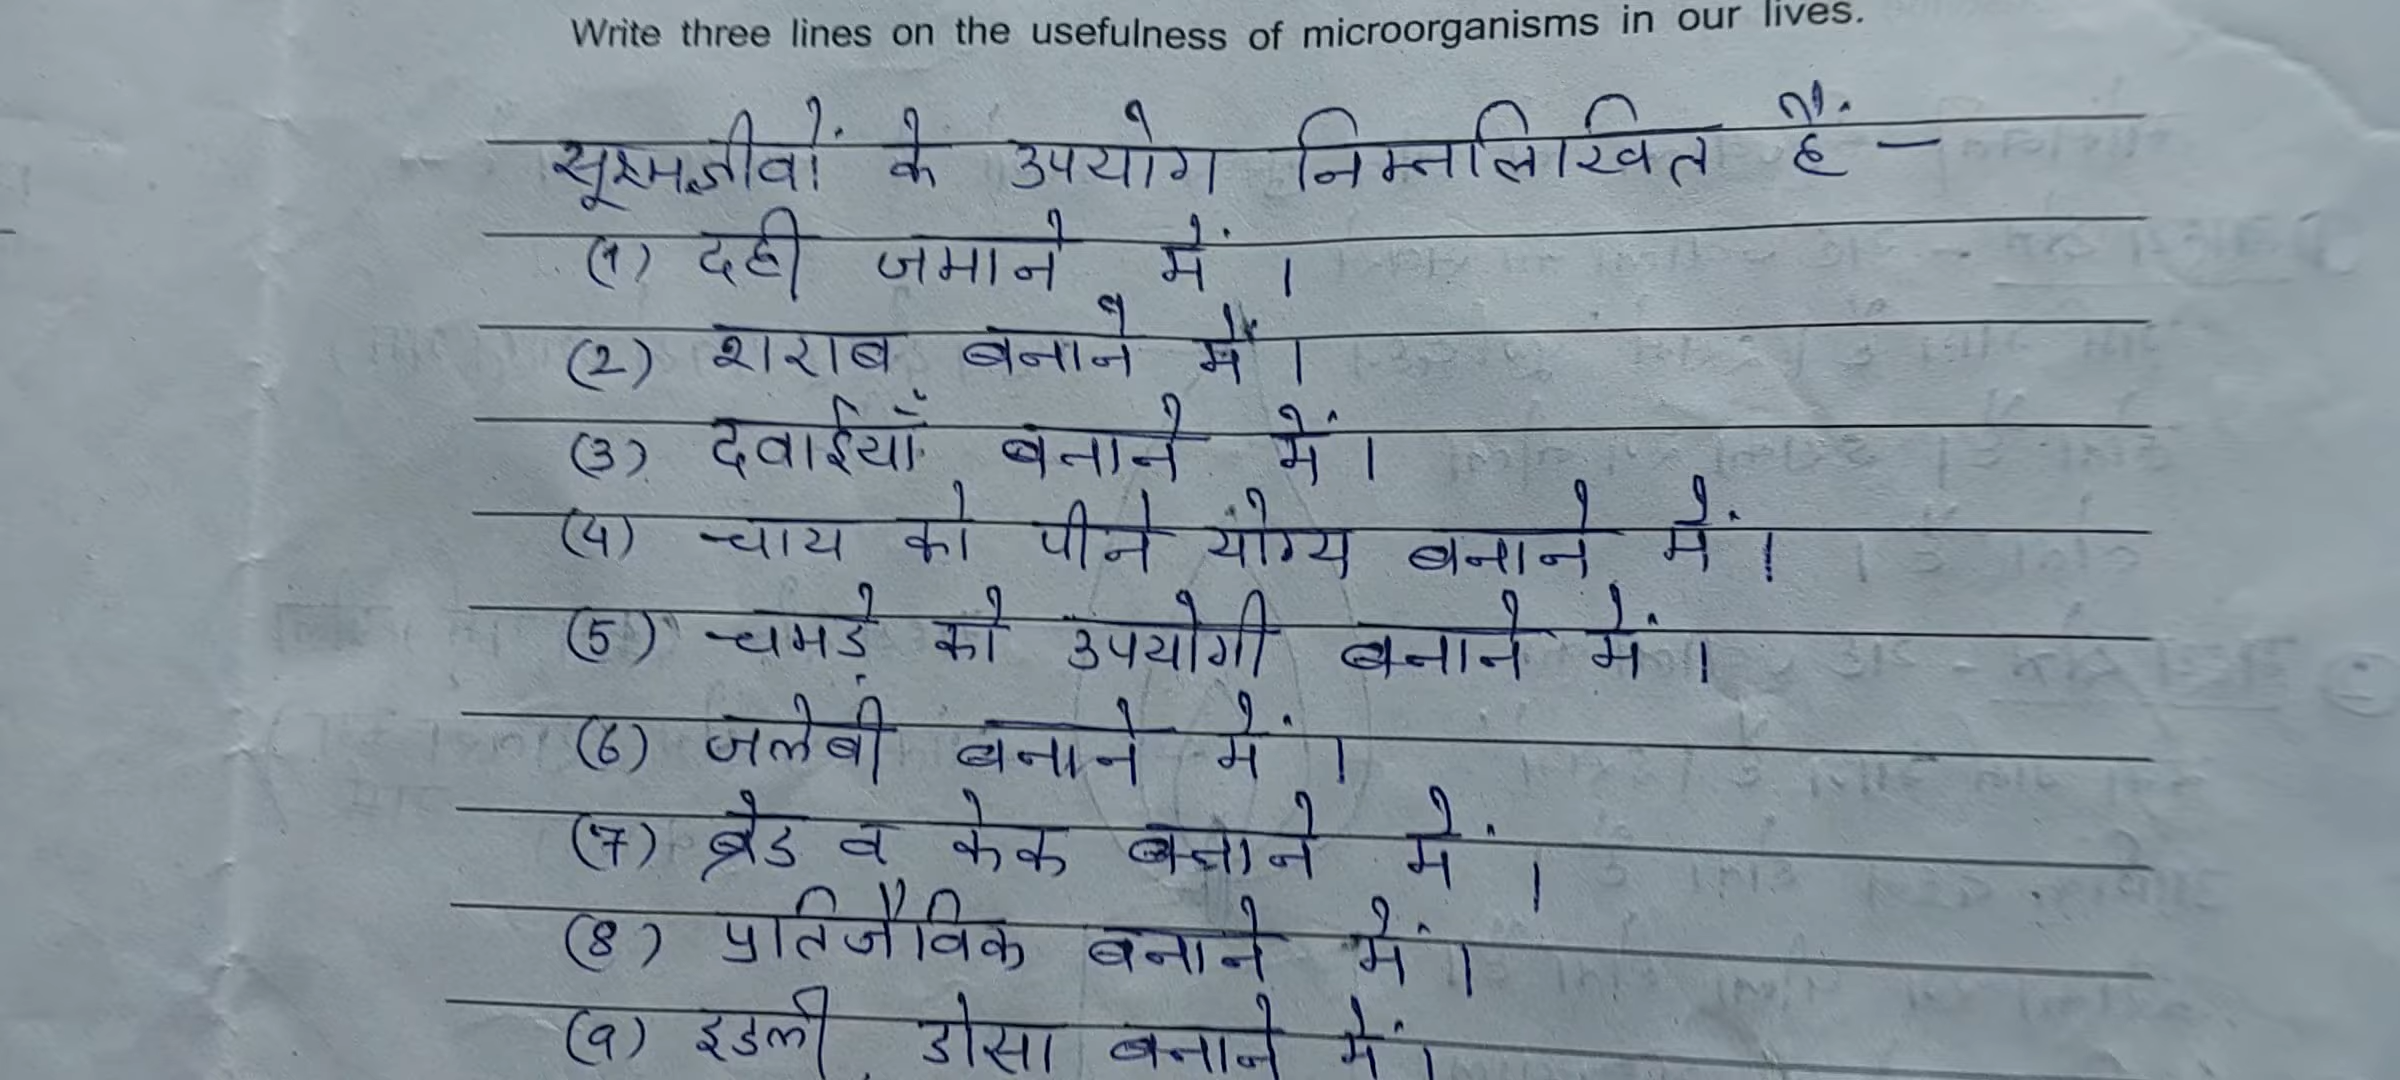 Write three lines on the usefulness of microorganisms in our lives.
सूक्ष्मजीवों के उपयोग निम्नलिखित हैं -
(1) दही जमाने में ।
(2) शराब बनाने में ।
(3) दवाईयाँ बनाने में ।
(4) चाय को पीने योग्य बनाने में ।
(5) चमड़े को उपयोगी बनाने में ।
(6) जलेबी बनाने में ।
(7) ब्रेड व केक बनाने में ।
(8) प्रतिजैविक बनाने में ।
(9) इडली, डोसा बनाने में ।